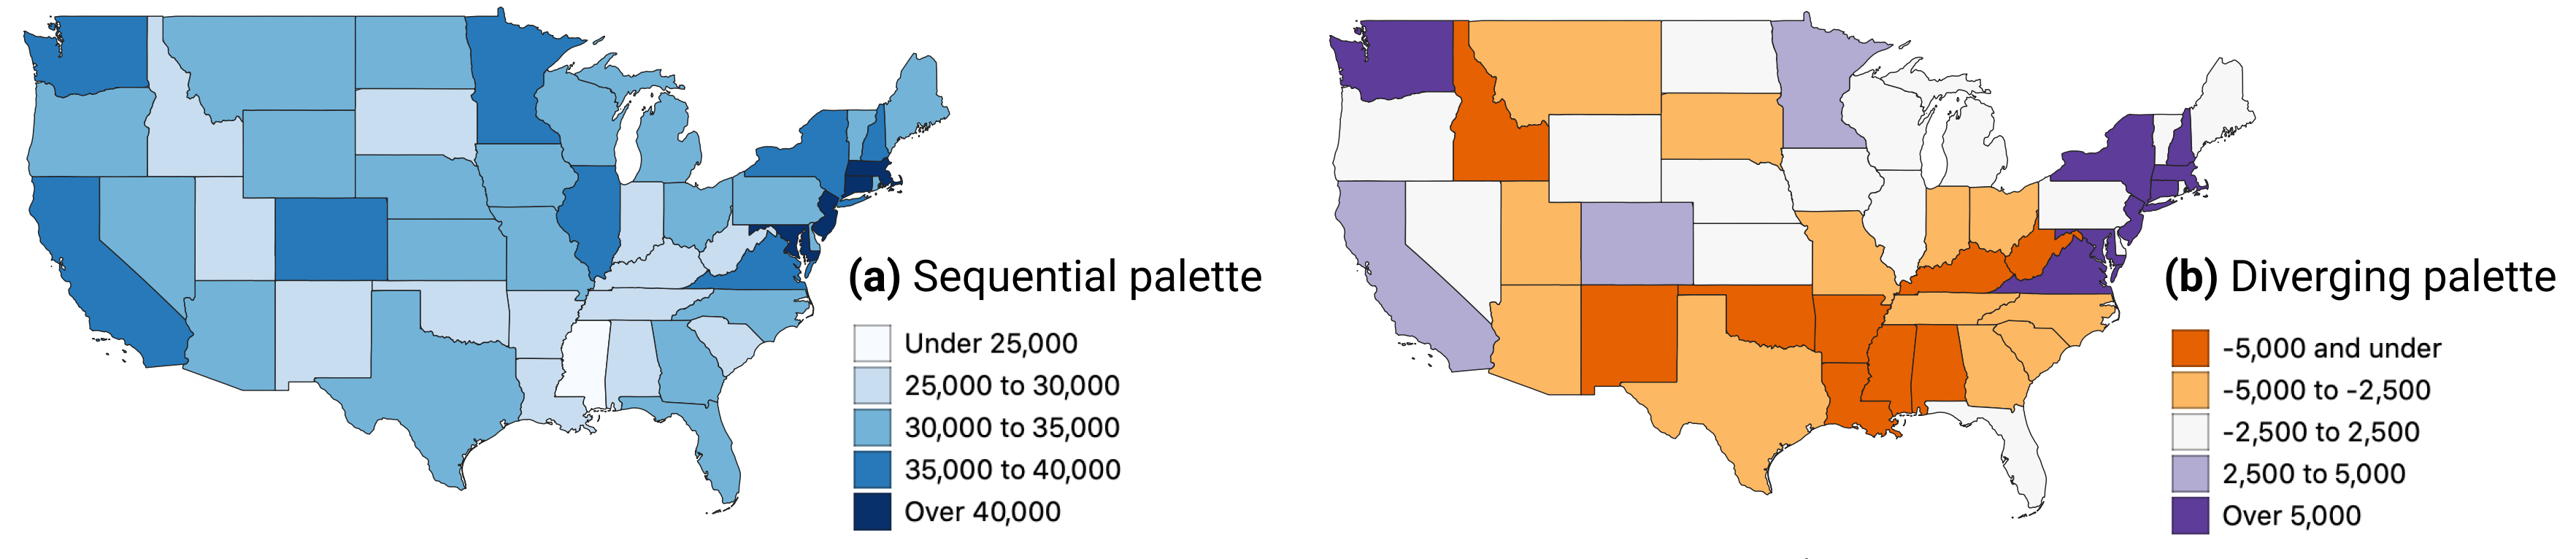 (a) Sequential palette
Under 25,000
25,000 to 30,000
30,000 to 35,000
35,000 to 40,000
Over 40,000
(b) Diverging palette
-5,000 and under
-5,000 to -2,500
-2,500 to 2,500
2,500 to 5,000
Over 5,000